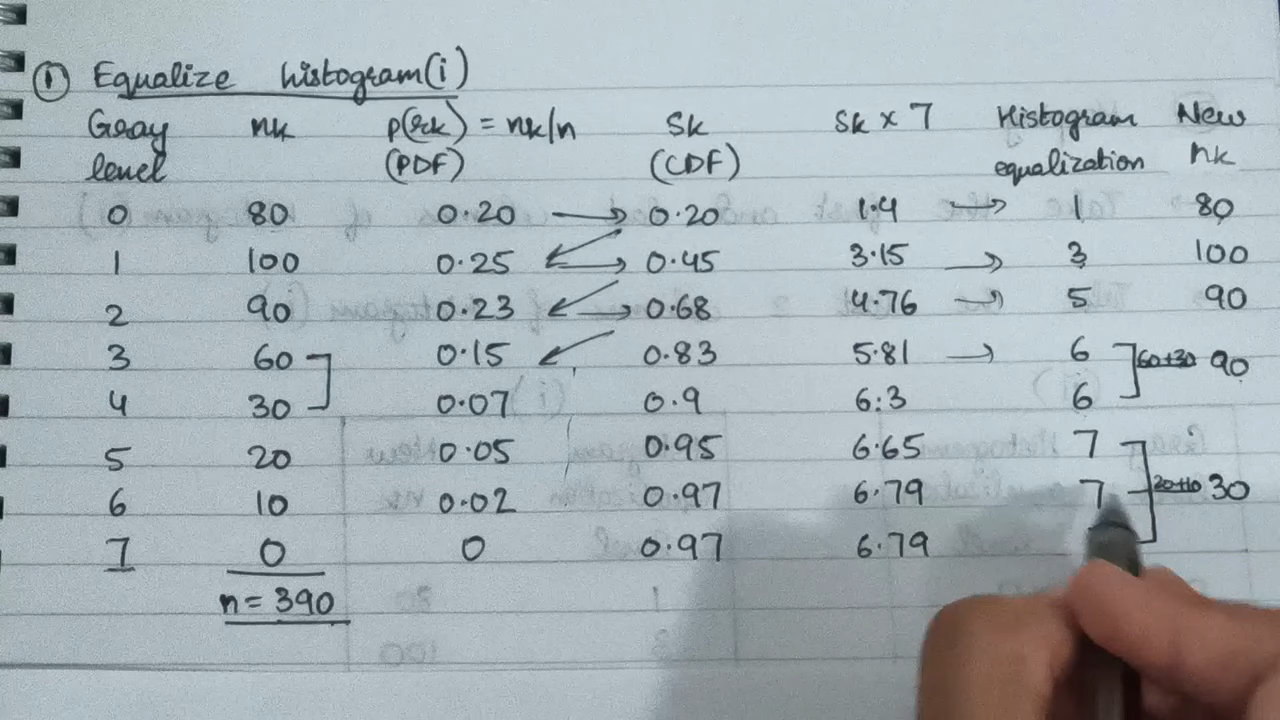 ① Equalize histogram(i)
Gray level nk p(rk) = nk/n (PDF) Sk (CDF) Sk × 7 Histogram equalization New nk
0 80 0.20 → 0.20 1.4 → 1 80
1 100 0.25 → 0.45 3.15 → 3 100
2 90 0.23 → 0.68 4.76 → 5 90
3 60 0.15 0.83 5.81 → 6 60+30 90
4 30 0.07 0.9 6.3 6
5 20 0.05 0.95 6.65 7
6 10 0.02 0.97 6.79 7 20+10 30
7 0 0 0.97 6.79
n = 390